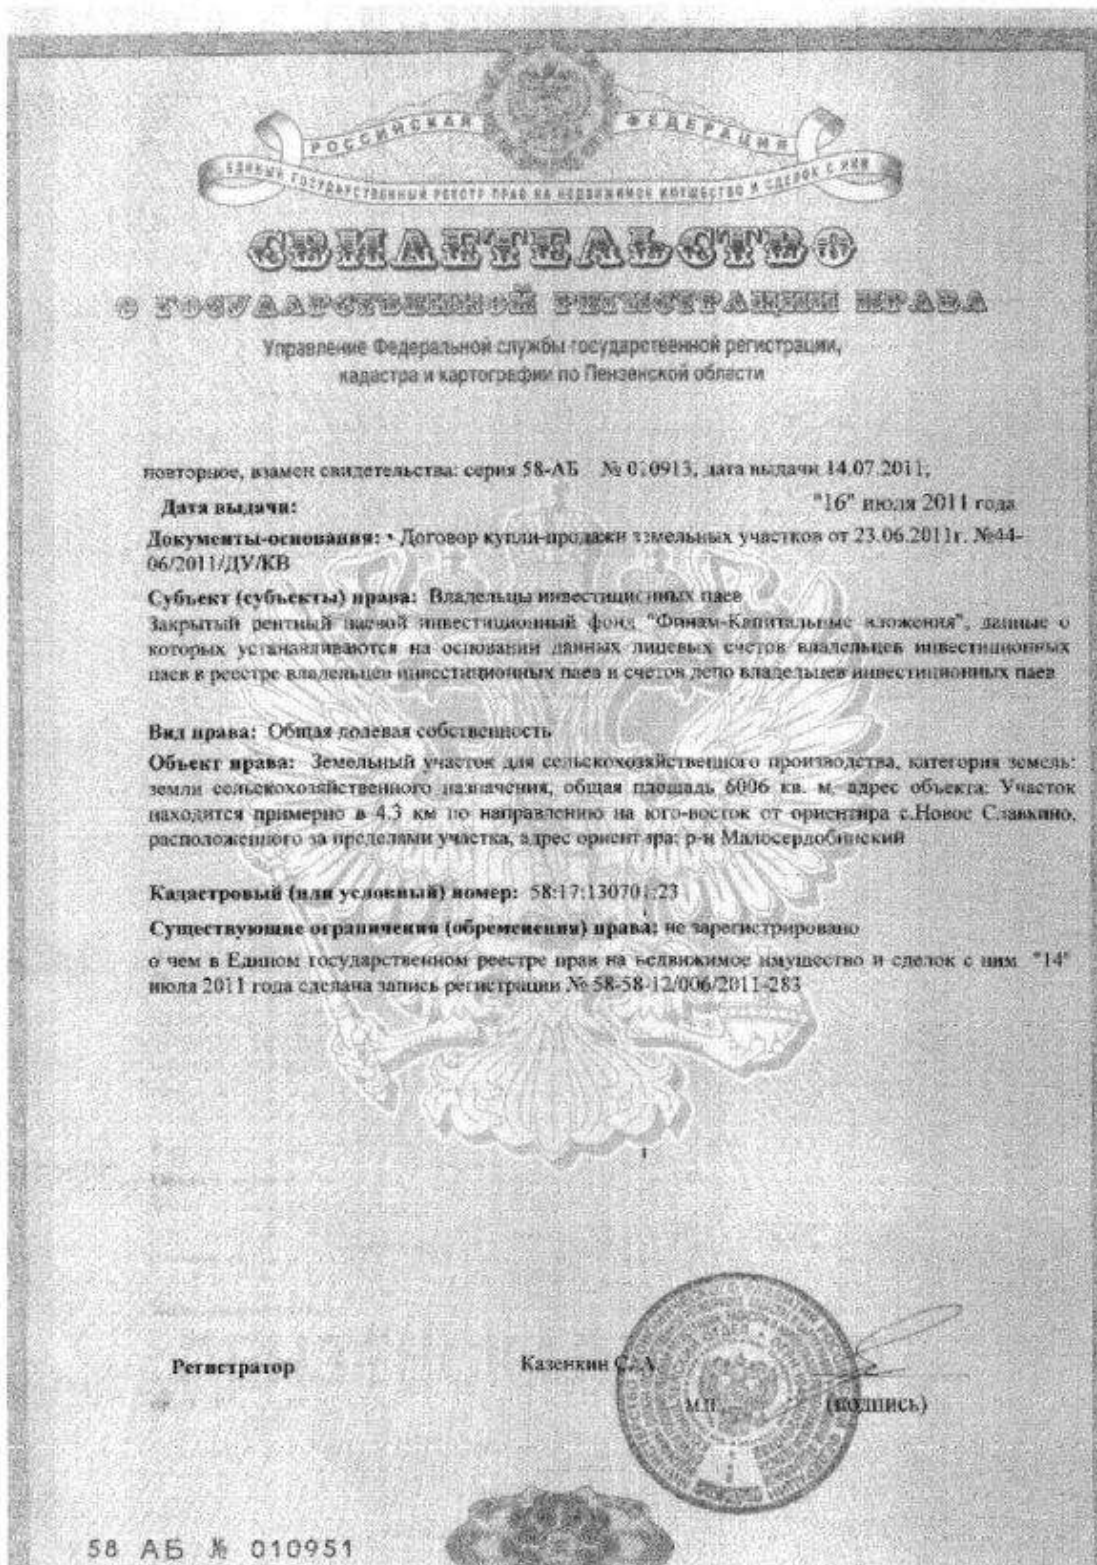 РОССИЙСКАЯ ФЕДЕРАЦИЯ
ЕДИНЫЙ ГОСУДАРСТВЕННЫЙ РЕЕСТР ПРАВ НА НЕДВИЖИМОЕ ИМУЩЕСТВО И СДЕЛОК С НИМ
СВИДЕТЕЛЬСТВО
О ГОСУДАРСТВЕННОЙ РЕГИСТРАЦИИ ПРАВА
Управление Федеральной службы государственной регистрации,
кадастра и картографии по Пензенской области
повторное, взамен свидетельства: серия 58-АБ № 010913, дата выдачи 14.07.2011,
Дата выдачи: "16" июля 2011 года
Документы-основания: • Договор купли-продажи земельных участков от 23.06.2011г. №44-
06/2011/ДУ/КВ
Субъект (субъекты) права: Владельцы инвестиционных паев
Закрытый рентный паевой инвестиционный фонд "Финам-Капитальные вложения", данные о
которых устанавливаются на основании данных лицевых счетов владельцев инвестиционных
паев в реестре владельцев инвестиционных паев и счетов депо владельцев инвестиционных паев
Вид права: Общая долевая собственность
Объект права: Земельный участок для сельскохозяйственного производства, категория земель:
земли сельскохозяйственного назначения, общая площадь 6006 кв. м, адрес объекта: Участок
находится примерно в 4.3 км по направлению на юго-восток от ориентира с.Новое Славкино,
расположенного за пределами участка, адрес ориентира: р-н Малосердобинский
Кадастровый (или условный) номер: 58:17:130701:23
Существующие ограничения (обременения) права: не зарегистрировано
о чем в Едином государственном реестре прав на недвижимое имущество и сделок с ним "14"
июля 2011 года сделана запись регистрации № 58-58-12/006/2011-283
Регистратор Казенкин С. А.
М.П. (подпись)
58 АБ № 010951